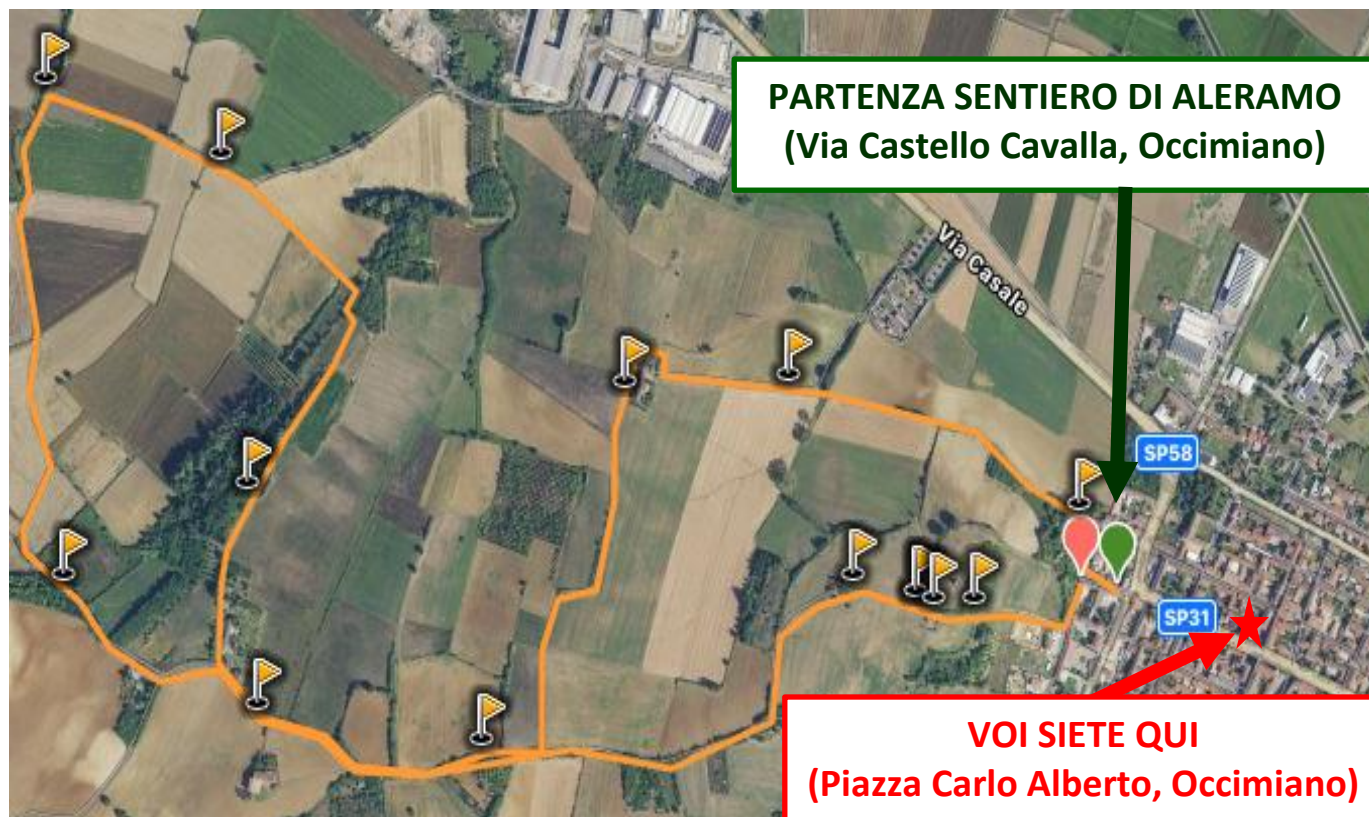 PARTENZA SENTIERO DI ALERAMO
(Via Castello Cavalla, Occimiano)
Via Casale
SP58
SP31
VOI SIETE QUI
(Piazza Carlo Alberto, Occimiano)